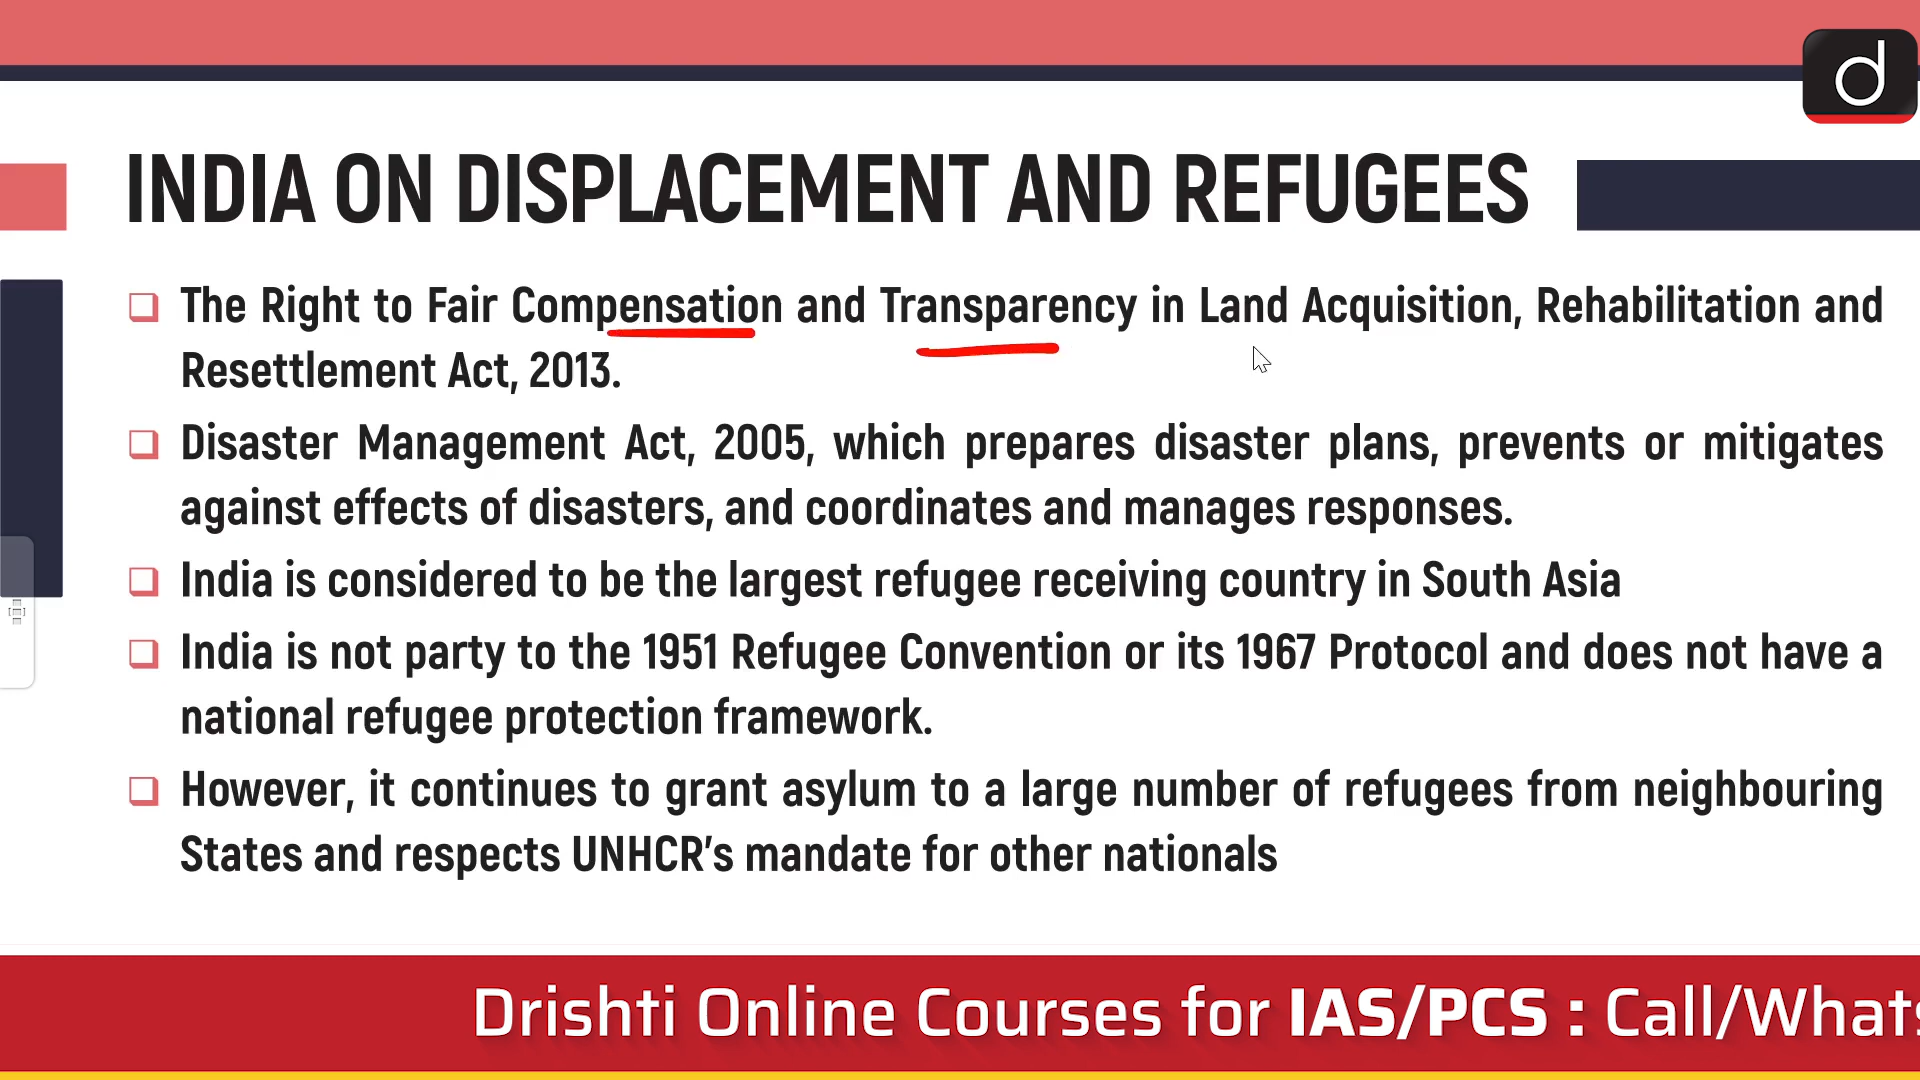 d
INDIA ON DISPLACEMENT AND REFUGEES
❑ The Right to Fair Compensation and Transparency in Land Acquisition, Rehabilitation and
Resettlement Act, 2013.
❑ Disaster Management Act, 2005, which prepares disaster plans, prevents or mitigates
against effects of disasters, and coordinates and manages responses.
❑ India is considered to be the largest refugee receiving country in South Asia
❑ India is not party to the 1951 Refugee Convention or its 1967 Protocol and does not have a
national refugee protection framework.
❑ However, it continues to grant asylum to a large number of refugees from neighbouring
States and respects UNHCR’s mandate for other nationals
Drishti Online Courses for IAS/PCS : Call/Whats